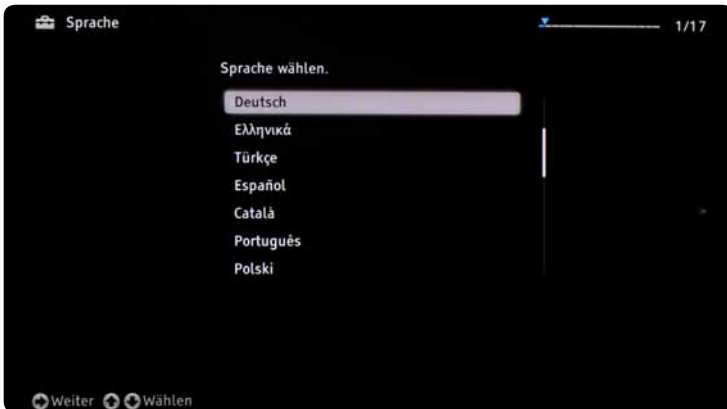 Sprache
1/17
Sprache wählen.
Deutsch
Ελληνικά
Türkçe
Español
Català
Português
Polski
Weiter Wählen